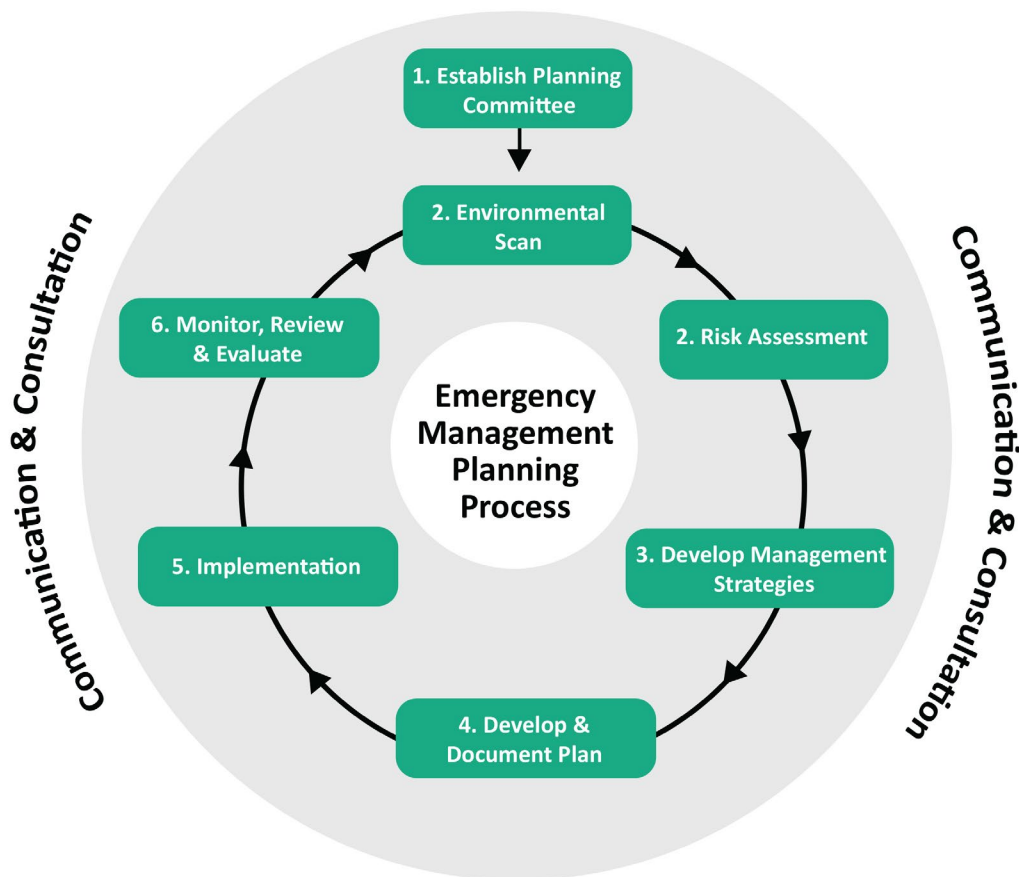 1. Establish Planning
Committee
2. Environmental
Scan
2. Risk Assessment
3. Develop Management
Strategies
4. Develop &
Document Plan
5. Implementation
6. Monitor, Review
& Evaluate
Emergency
Management
Planning
Process
Communication & Consultation
Communication & Consultation